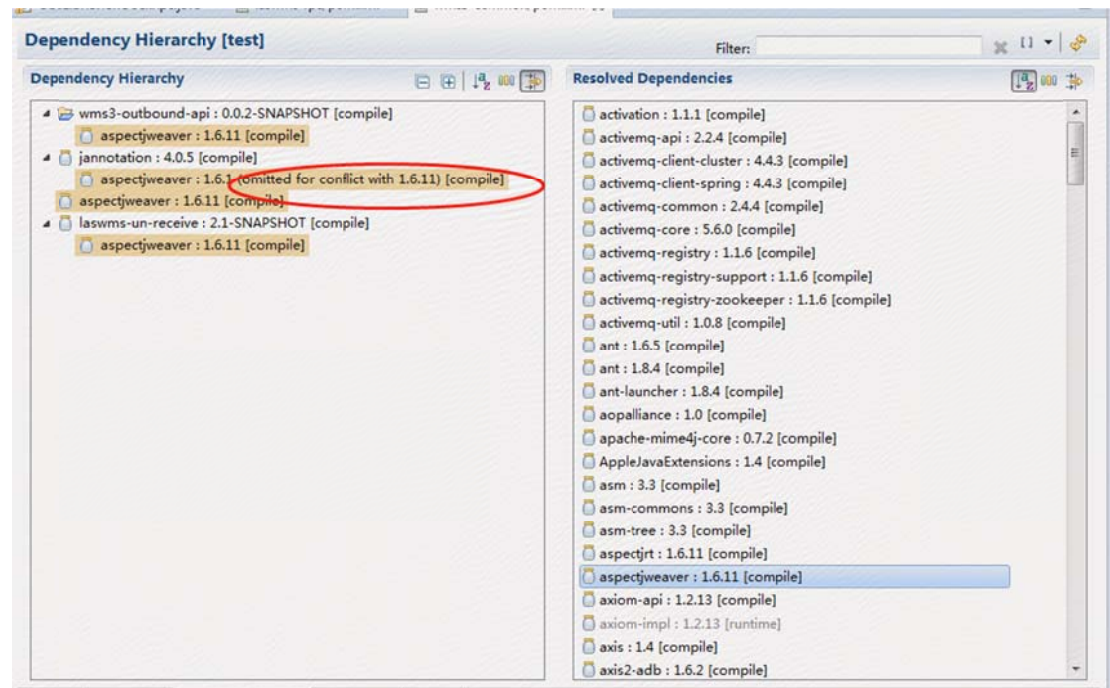 Dependency Hierarchy [test]
Filter:
Dependency Hierarchy
wms3-outbound-api : 0.0.2-SNAPSHOT [compile]
aspectjweaver : 1.6.11 [compile]
jannotation : 4.0.5 [compile]
aspectjweaver : 1.6.1 (omitted for conflict with 1.6.11) [compile]
aspectjweaver : 1.6.11 [compile]
laswms-un-receive : 2.1-SNAPSHOT [compile]
aspectjweaver : 1.6.11 [compile]
Resolved Dependencies
activation : 1.1.1 [compile]
activemq-api : 2.2.4 [compile]
activemq-client-cluster : 4.4.3 [compile]
activemq-client-spring : 4.4.3 [compile]
activemq-common : 2.4.4 [compile]
activemq-core : 5.6.0 [compile]
activemq-registry : 1.1.6 [compile]
activemq-registry-support : 1.1.6 [compile]
activemq-registry-zookeeper : 1.1.6 [compile]
activemq-util : 1.0.8 [compile]
ant : 1.6.5 [compile]
ant : 1.8.4 [compile]
ant-launcher : 1.8.4 [compile]
aopalliance : 1.0 [compile]
apache-mime4j-core : 0.7.2 [compile]
AppleJavaExtensions : 1.4 [compile]
asm : 3.3 [compile]
asm-commons : 3.3 [compile]
asm-tree : 3.3 [compile]
aspectjrt : 1.6.11 [compile]
aspectjweaver : 1.6.11 [compile]
axiom-api : 1.2.13 [compile]
axiom-impl : 1.2.13 [runtime]
axis : 1.4 [compile]
axis2-adb : 1.6.2 [compile]